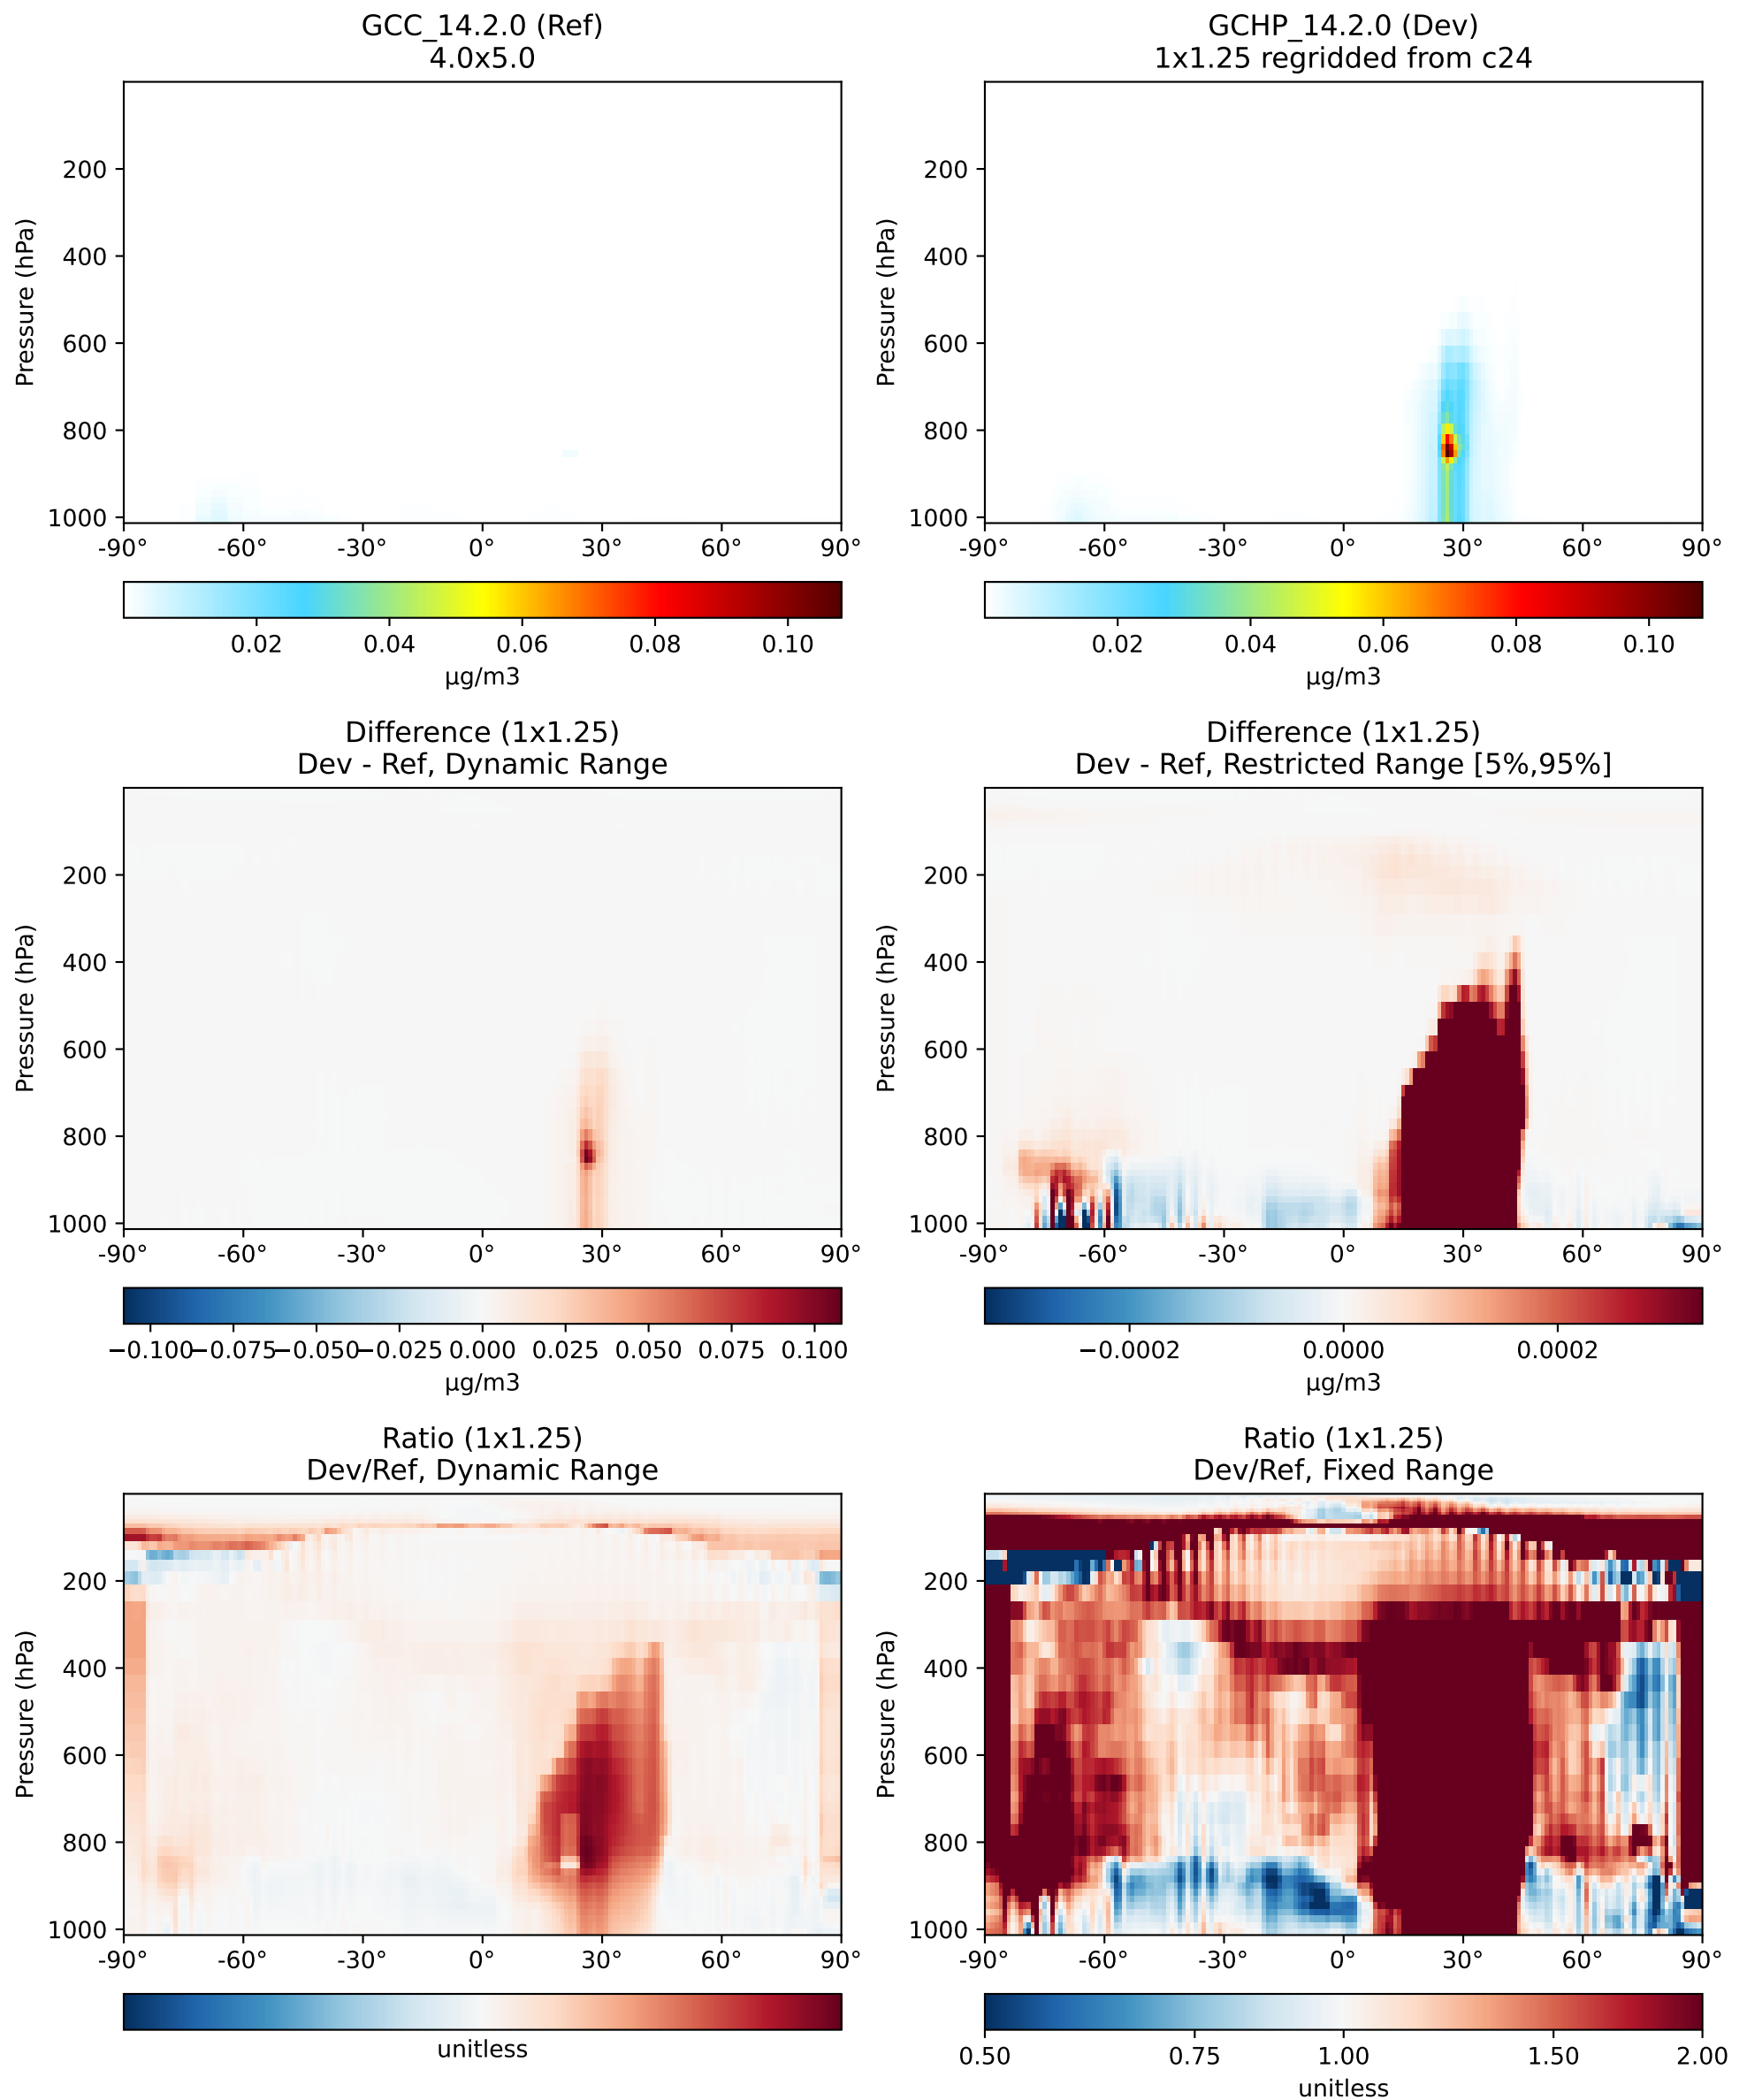 GCC_14.2.0 (Ref)
4.0x5.0
GCHP_14.2.0 (Dev)
1x1.25 regridded from c24
Pressure (hPa)
200
400
600
800
1000
-90° -60° -30° 0° 30° 60° 90°
0.02 0.04 0.06 0.08 0.10
µg/m3
Pressure (hPa)
200
400
600
800
1000
-90° -60° -30° 0° 30° 60° 90°
0.02 0.04 0.06 0.08 0.10
µg/m3
Difference (1x1.25)
Dev - Ref, Dynamic Range
Pressure (hPa)
200
400
600
800
1000
-90° -60° -30° 0° 30° 60° 90°
−0.100 −0.075 −0.050 −0.025 0.000 0.025 0.050 0.075 0.100
µg/m3
Difference (1x1.25)
Dev - Ref, Restricted Range [5%,95%]
Pressure (hPa)
200
400
600
800
1000
-90° -60° -30° 0° 30° 60° 90°
−0.0002 0.0000 0.0002
µg/m3
Ratio (1x1.25)
Dev/Ref, Dynamic Range
Pressure (hPa)
200
400
600
800
1000
-90° -60° -30° 0° 30° 60° 90°
unitless
Ratio (1x1.25)
Dev/Ref, Fixed Range
Pressure (hPa)
200
400
600
800
1000
-90° -60° -30° 0° 30° 60° 90°
0.50 0.75 1.00 1.50 2.00
unitless